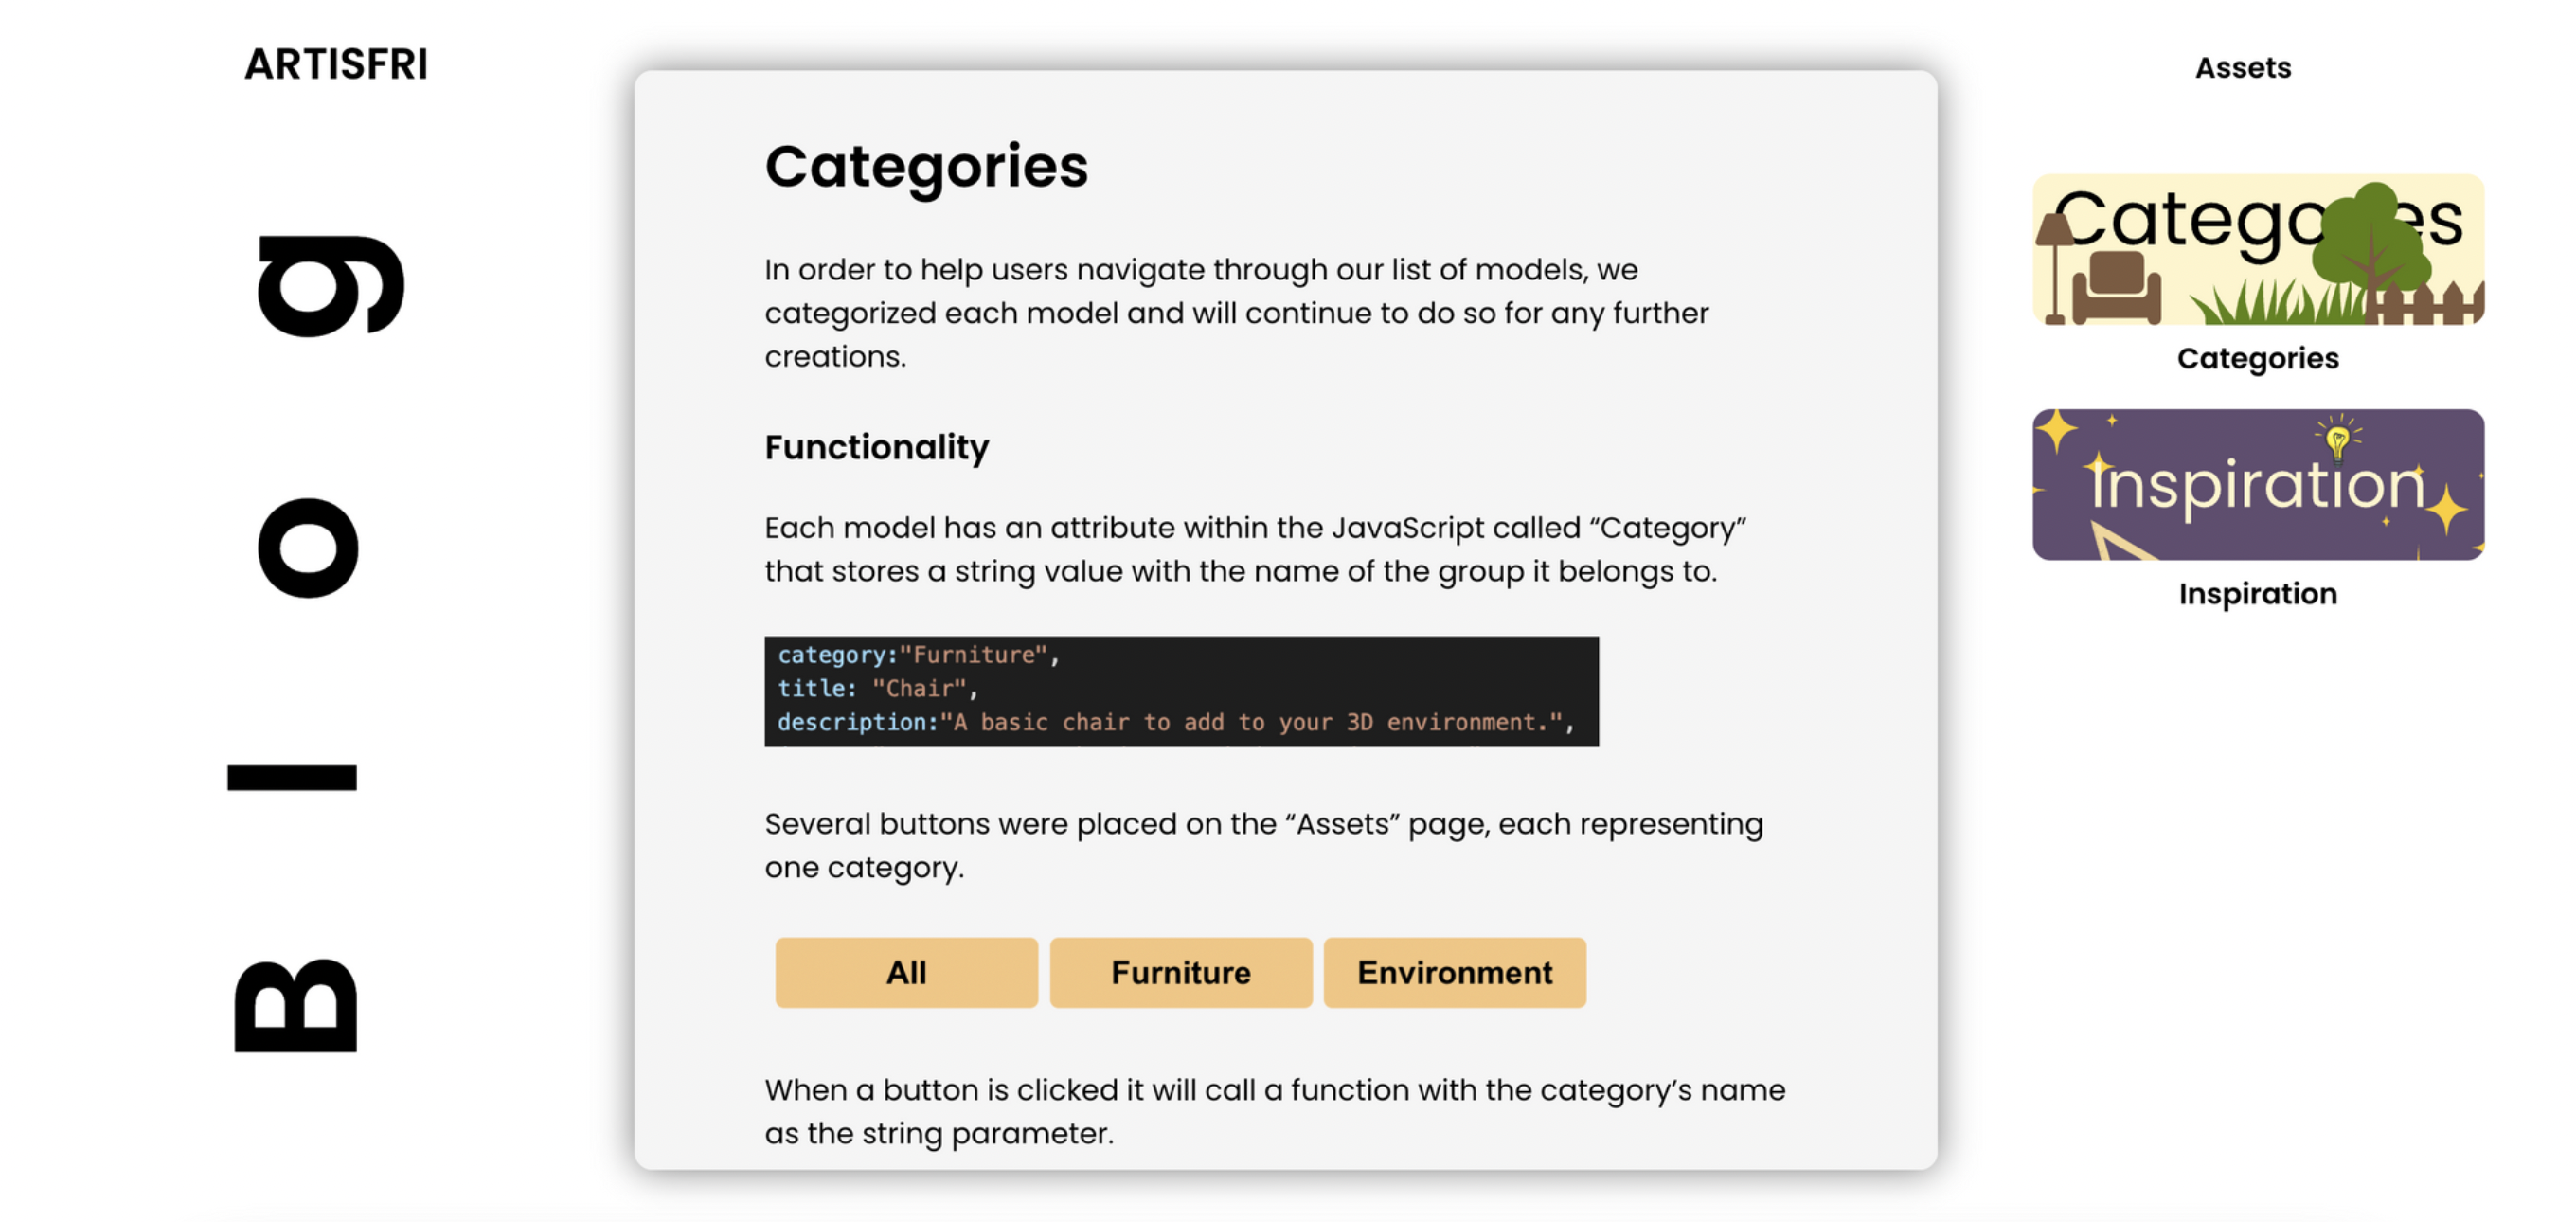 ARTISFRI
Blog
Categories
In order to help users navigate through our list of models, we
categorized each model and will continue to do so for any further
creations.
Functionality
Each model has an attribute within the JavaScript called “Category”
that stores a string value with the name of the group it belongs to.
category:"Furniture",
title: "Chair",
description:"A basic chair to add to your 3D environment.",
Several buttons were placed on the “Assets” page, each representing
one category.
All
Furniture
Environment
When a button is clicked it will call a function with the category’s name
as the string parameter.
Assets
Categories
Categories
Inspiration
Inspiration